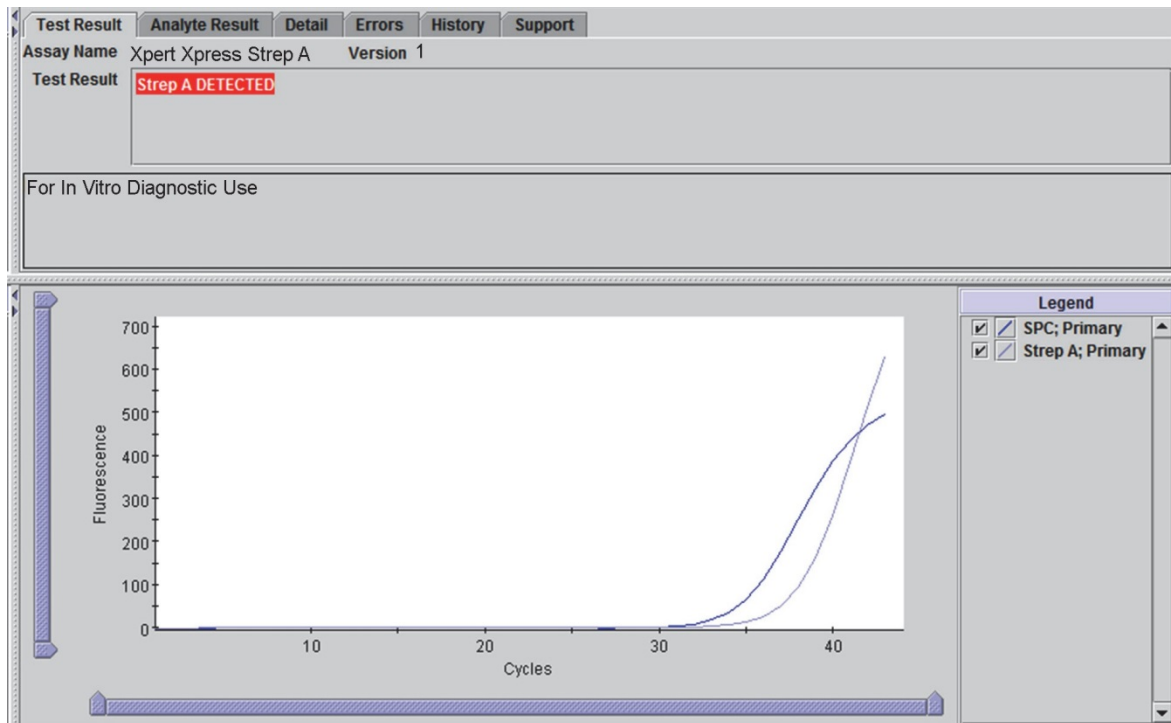 Test Result Analyte Result Detail Errors History Support
Assay Name Xpert Xpress Strep A Version 1
Test Result Strep A DETECTED
For In Vitro Diagnostic Use
Legend
SPC; Primary
Strep A; Primary
700
600
500
400
300
200
100
0
Fluorescence
10 20 30 40
Cycles